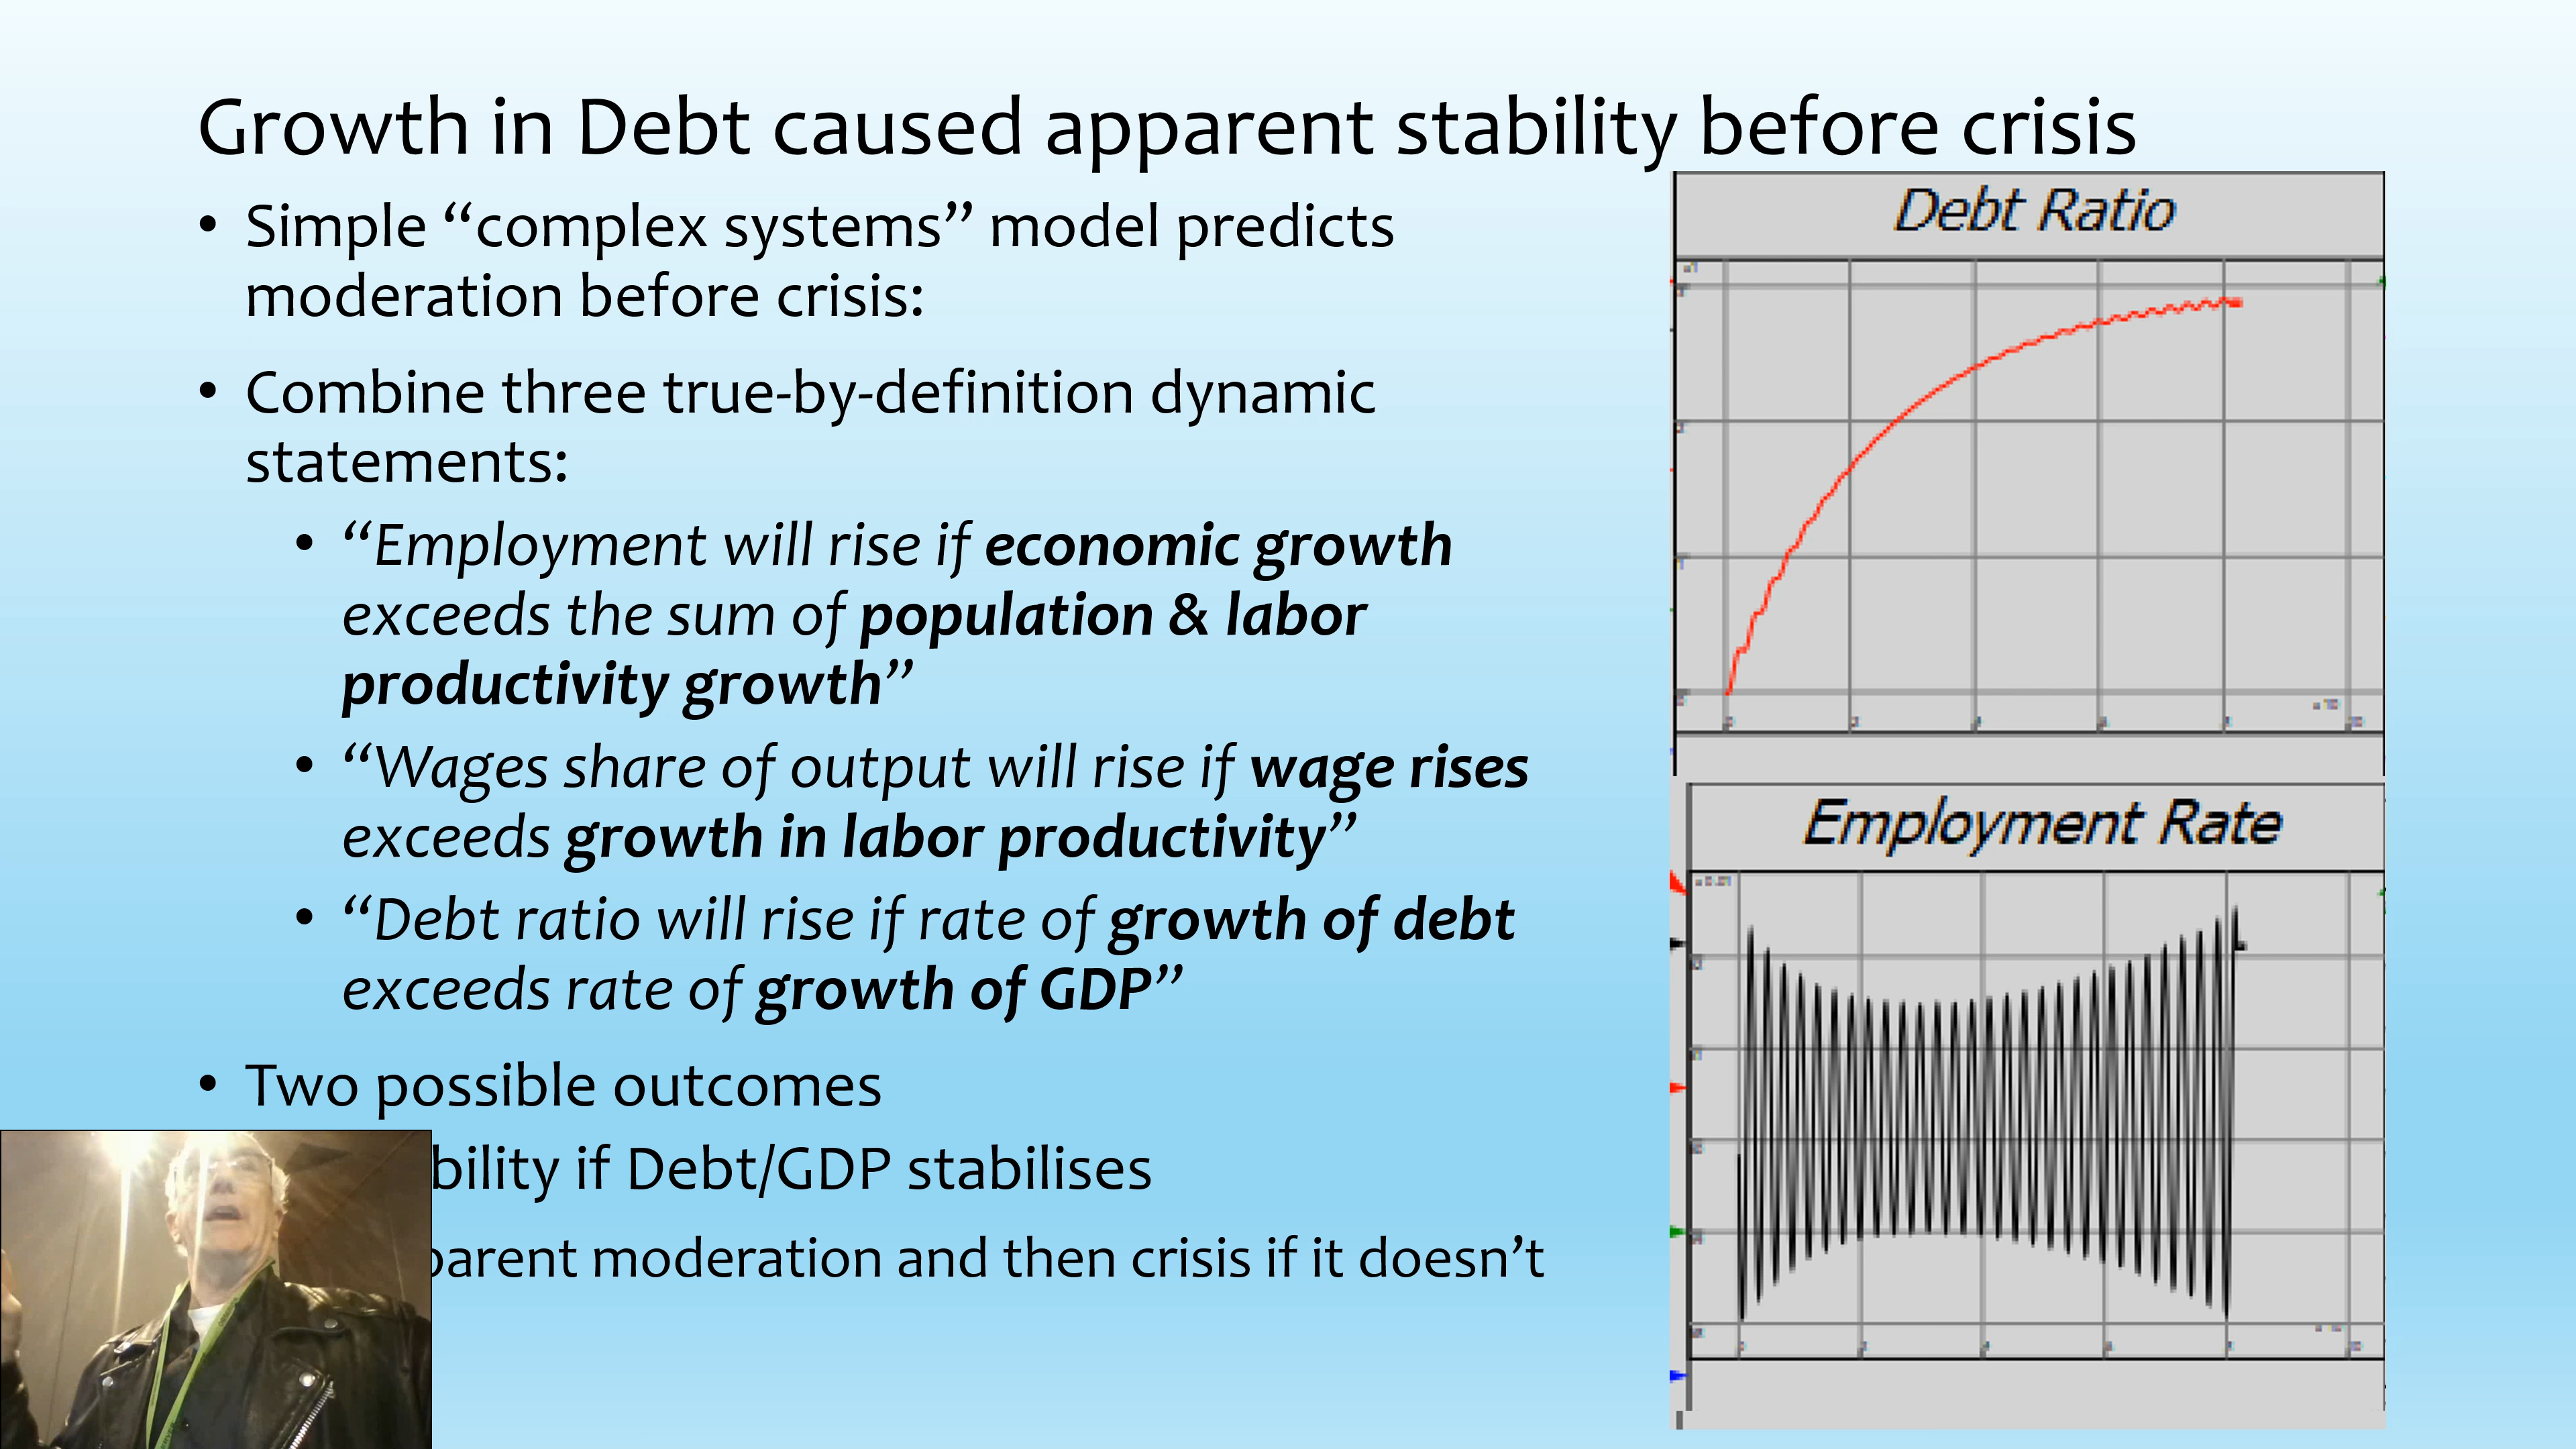 Growth in Debt caused apparent stability before crisis
• Simple “complex systems” model predicts
moderation before crisis:
• Combine three true-by-definition dynamic
statements:
• “Employment will rise if economic growth
exceeds the sum of population & labor
productivity growth”
• “Wages share of output will rise if wage rises
exceeds growth in labor productivity”
• “Debt ratio will rise if rate of growth of debt
exceeds rate of growth of GDP”
• Two possible outcomes
bility if Debt/GDP stabilises
parent moderation and then crisis if it doesn’t
Debt Ratio
Employment Rate